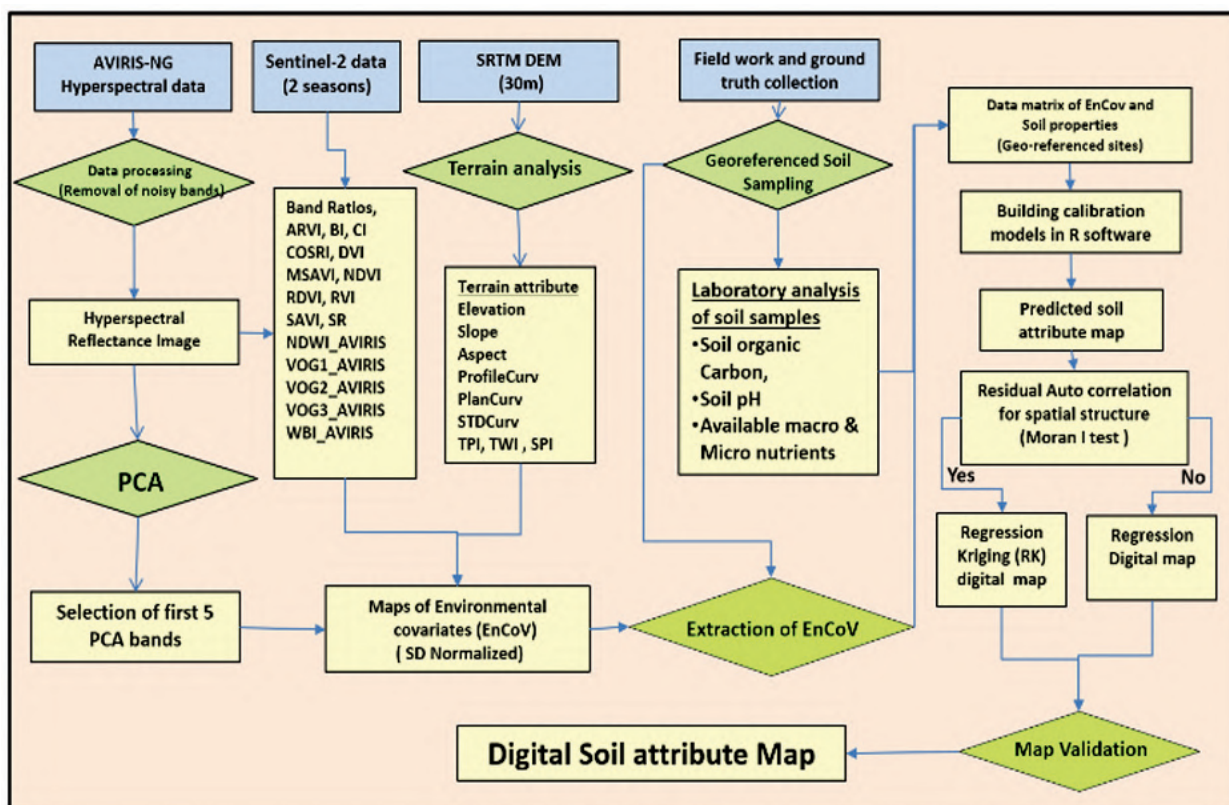 AVIRIS-NG
Hyperspectral data
Sentinel-2 data
(2 seasons)
SRTM DEM
(30m)
Field work and ground
truth collection
Data processing
(Removal of noisy bands)
Hyperspectral
Reflectance Image
PCA
Selection of first 5
PCA bands
Band Ratios,
ARVI, BI, CI
COSRI, DVI
MSAVI, NDVI
RDVI, RVI
SAVI, SR
NDWI_AVIRIS
VOG1_AVIRIS
VOG2_AVIRIS
VOG3_AVIRIS
WBI_AVIRIS
Terrain analysis
Terrain attribute
Elevation
Slope
Aspect
ProfileCurv
PlanCurv
STDCurv
TPI, TWI , SPI
Maps of Environmental
covariates (EnCoV)
( SD Normalized)
Georeferenced Soil
Sampling
Laboratory analysis
of soil samples
•Soil organic
Carbon,
•Soil pH
•Available macro &
Micro nutrients
Extraction of EnCoV
Data matrix of EnCov and
Soil properties
(Geo-referenced sites)
Building calibration
models in R software
Predicted soil
attribute map
Residual Auto correlation
for spatial structure
(Moran I test )
Yes
No
Regression
Kriging (RK)
digital map
Regression
Digital map
Map Validation
Digital Soil attribute Map